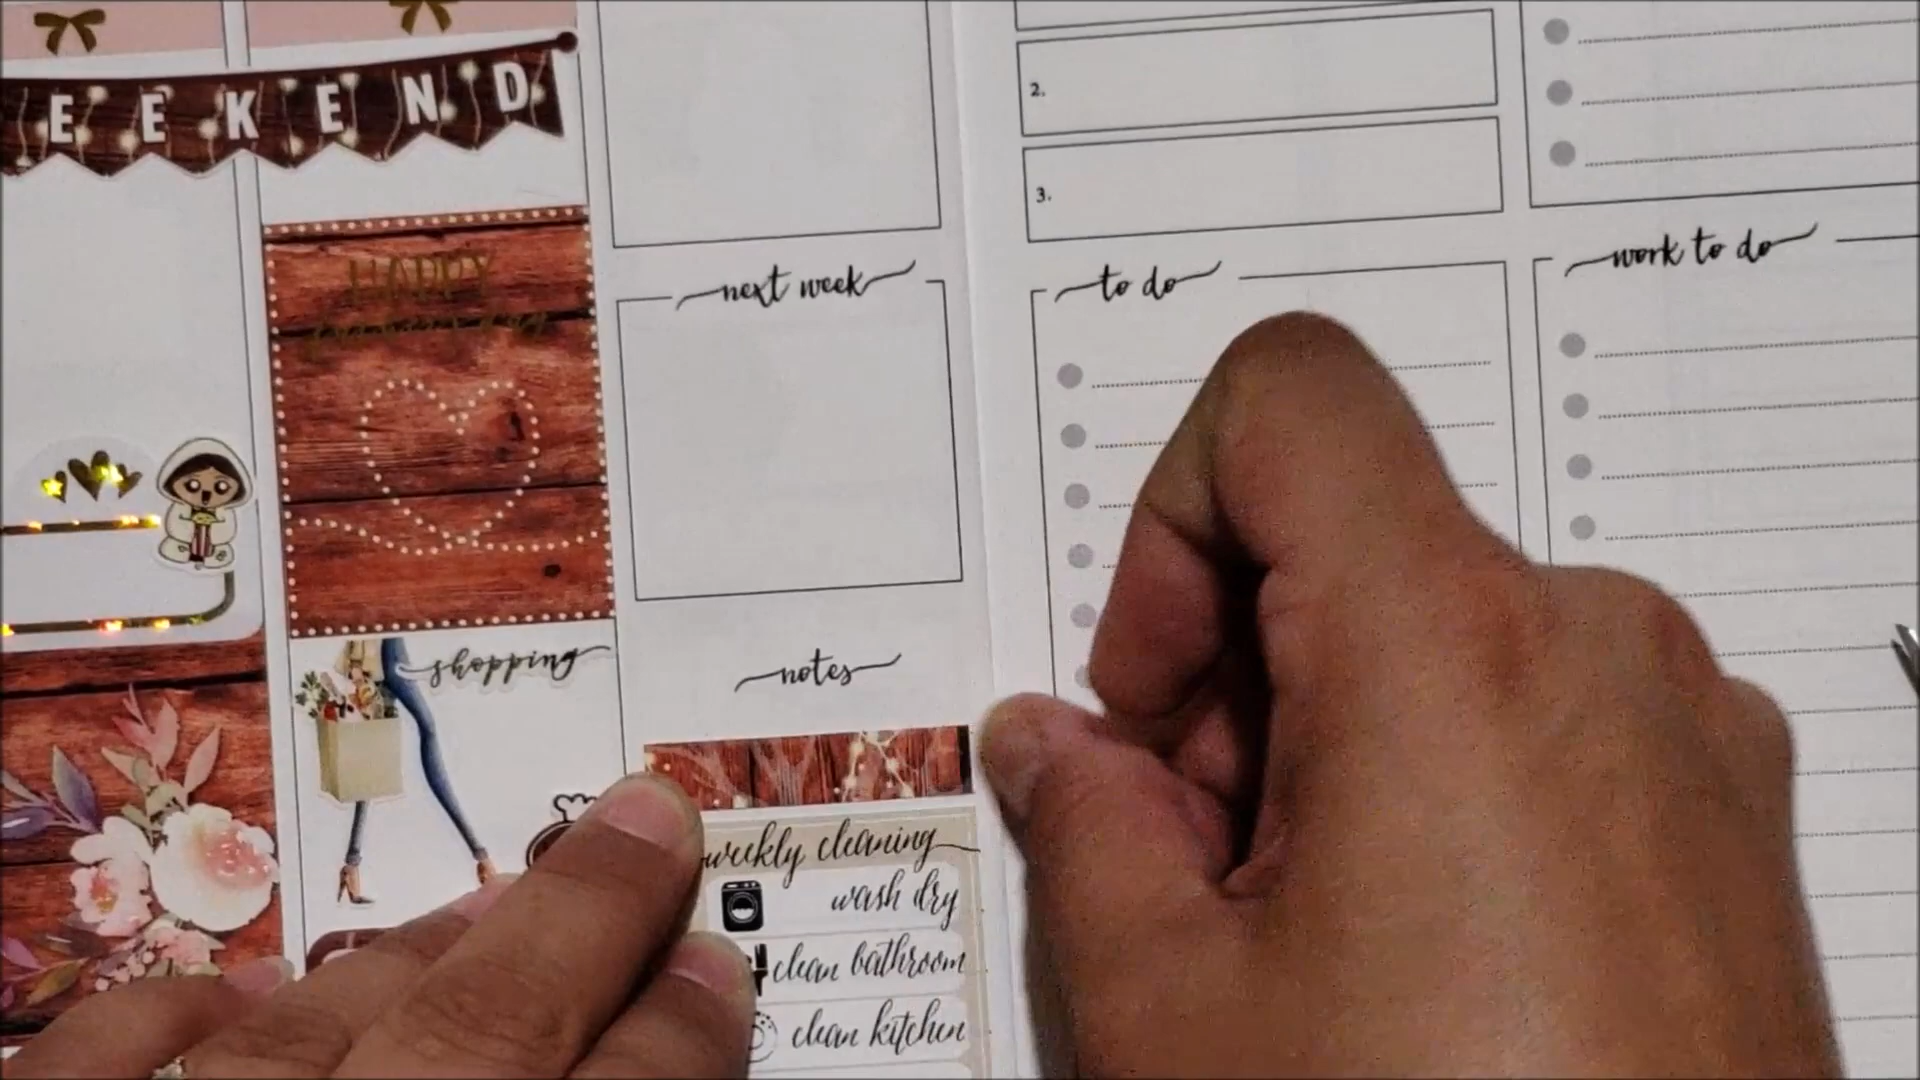 EEKEND
HAPPY
shopping
next week
notes
weekly cleaning
wash dry
clean bathroom
clean kitchen
2.
3.
to do
work to do